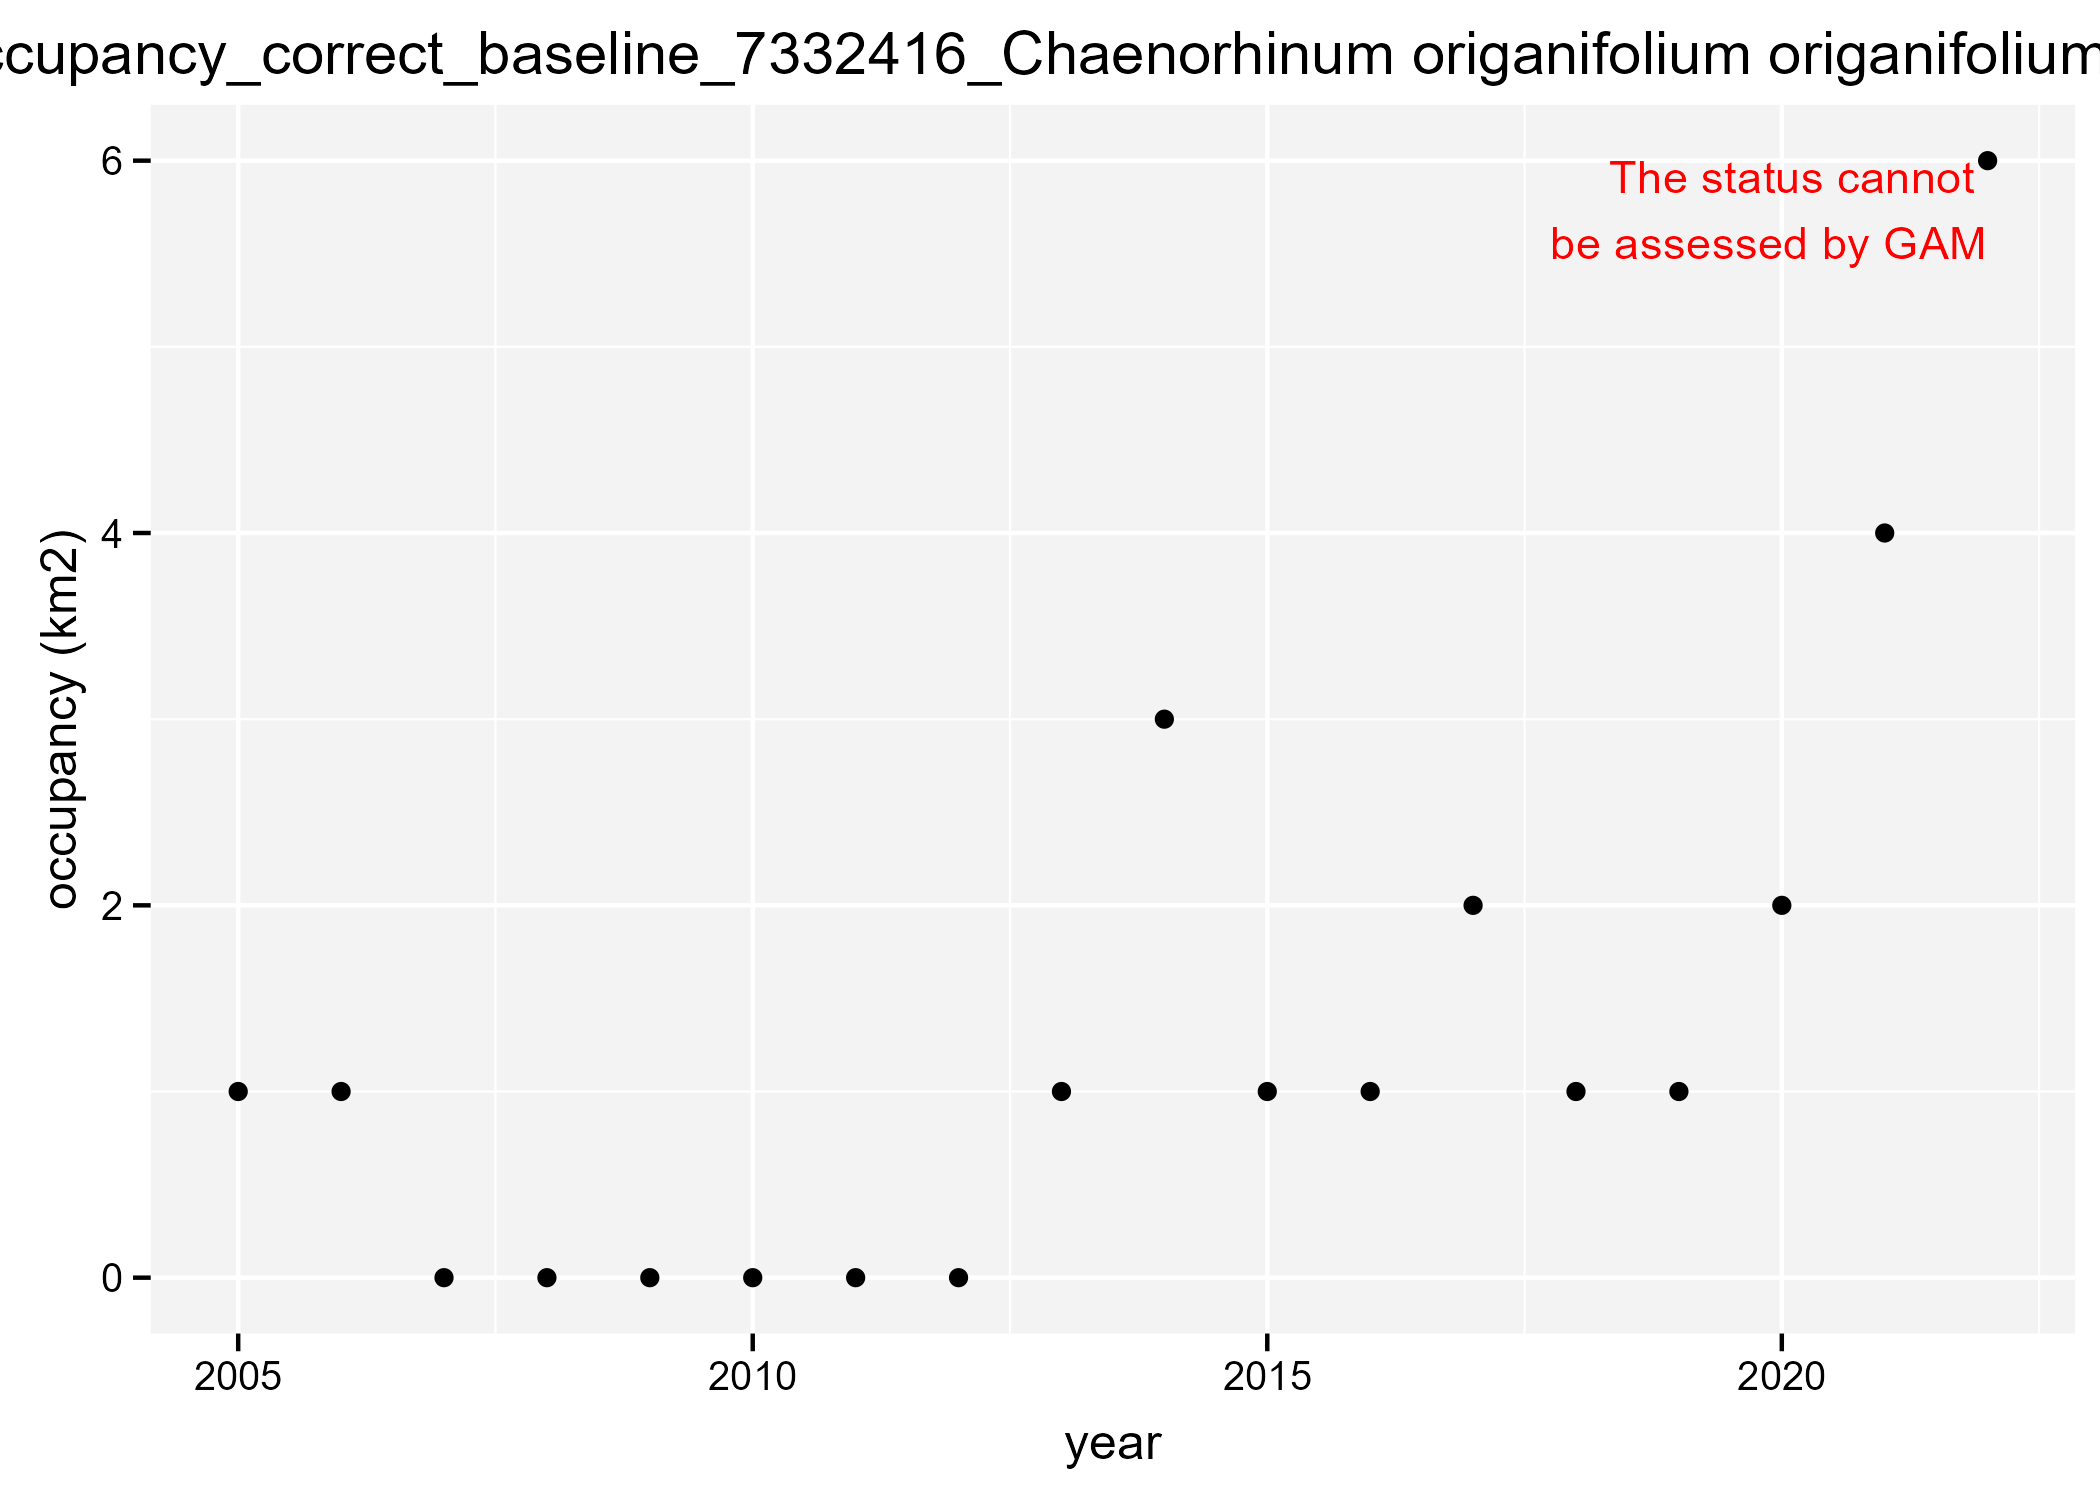 ccupancy_correct_baseline_7332416_Chaenorhinum origanifolium origanifolium
The status cannot
be assessed by GAM
occupancy (km2)
6
4
2
0
2005 2010 2015 2020
year